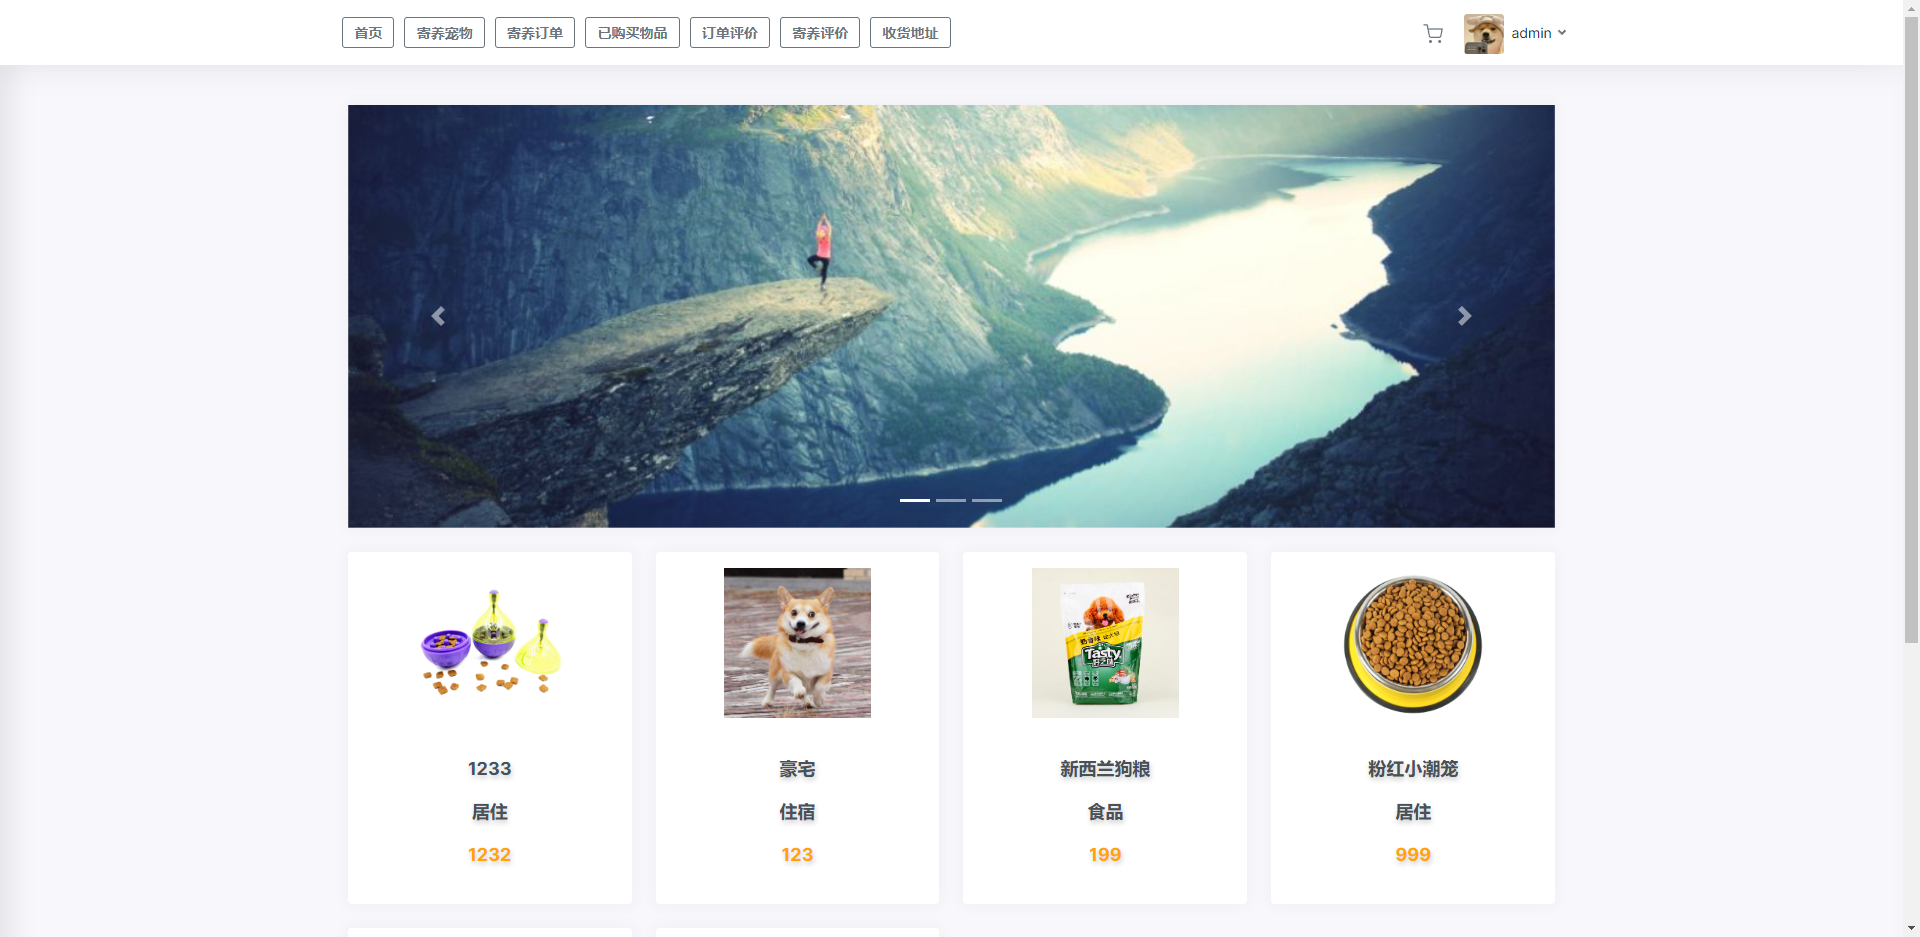 首页 寄养宠物 寄养订单 已购买物品 订单评价 寄养评价 收货地址 admin
Tasty
1233 豪宅 新西兰狗粮 粉红小潮笼
居住 住宿 食品 居住
1232 123 199 999